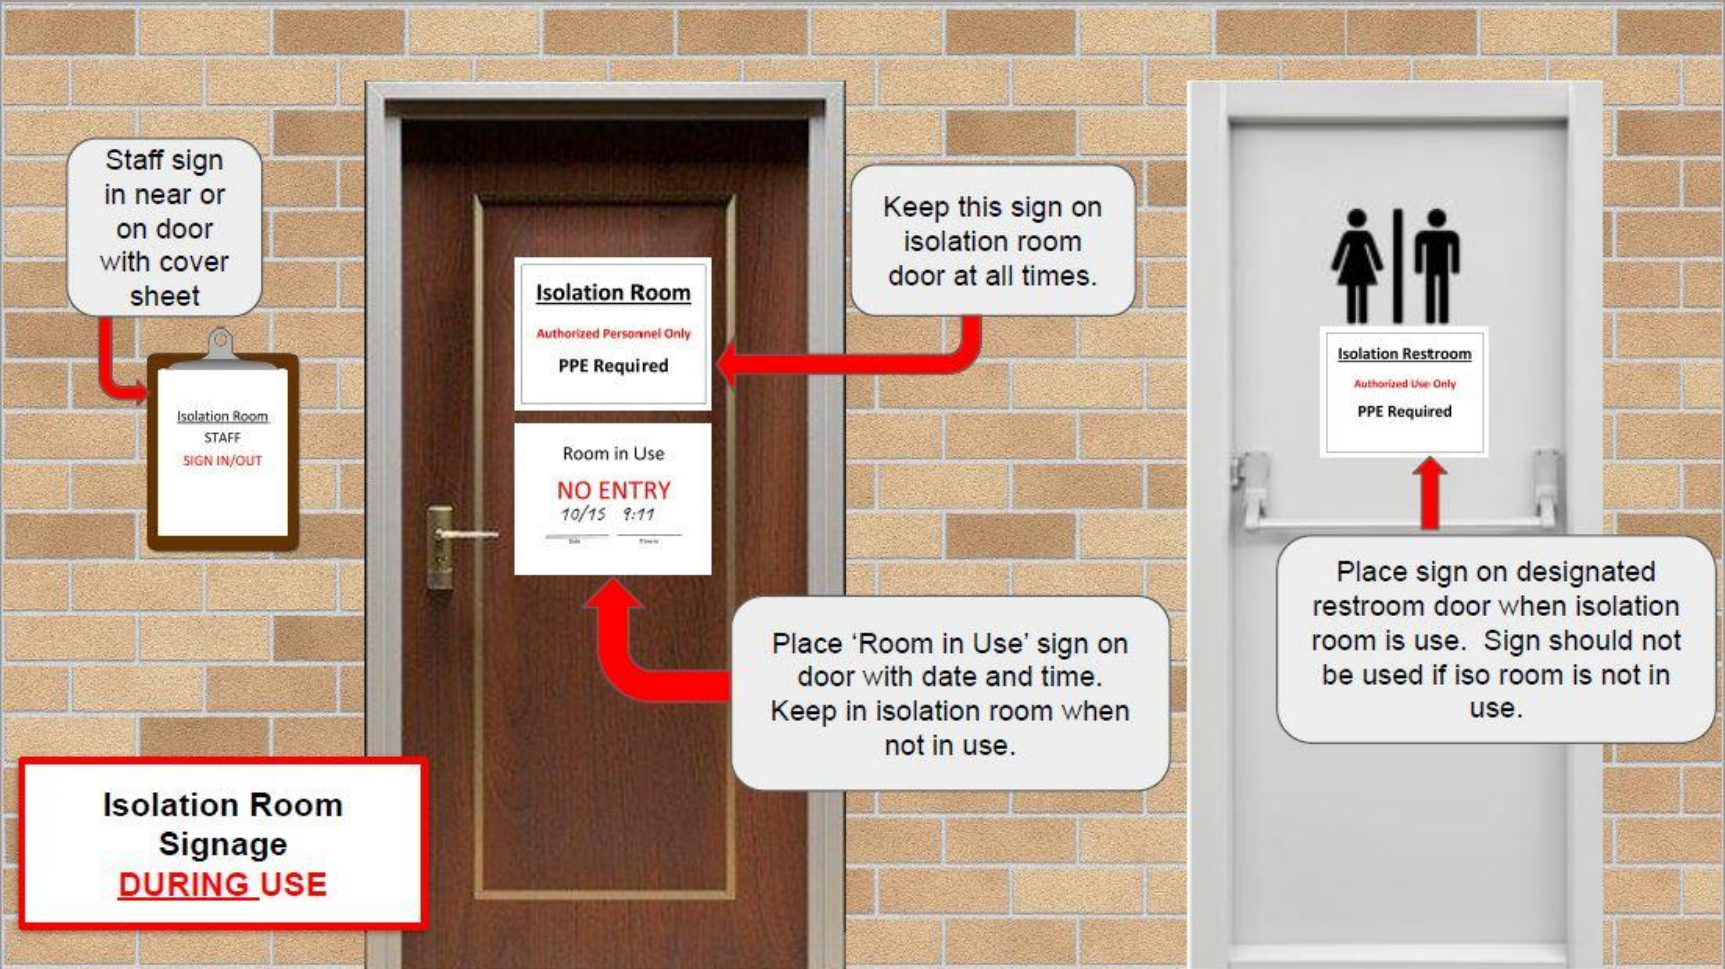 Staff sign
in near or
on door
with cover
sheet
Isolation Room
STAFF
SIGN IN/OUT
Isolation Room
Authorized Personnel Only
PPE Required
Keep this sign on
isolation room
door at all times.
Room in Use
NO ENTRY
10/15 9:11
Date
Place ‘Room in Use’ sign on
door with date and time.
Keep in isolation room when
not in use.
Isolation Restroom
Authorized Use Only
PPE Required
Place sign on designated
restroom door when isolation
room is use. Sign should not
be used if iso room is not in
use.
Isolation Room
Signage
DURING USE